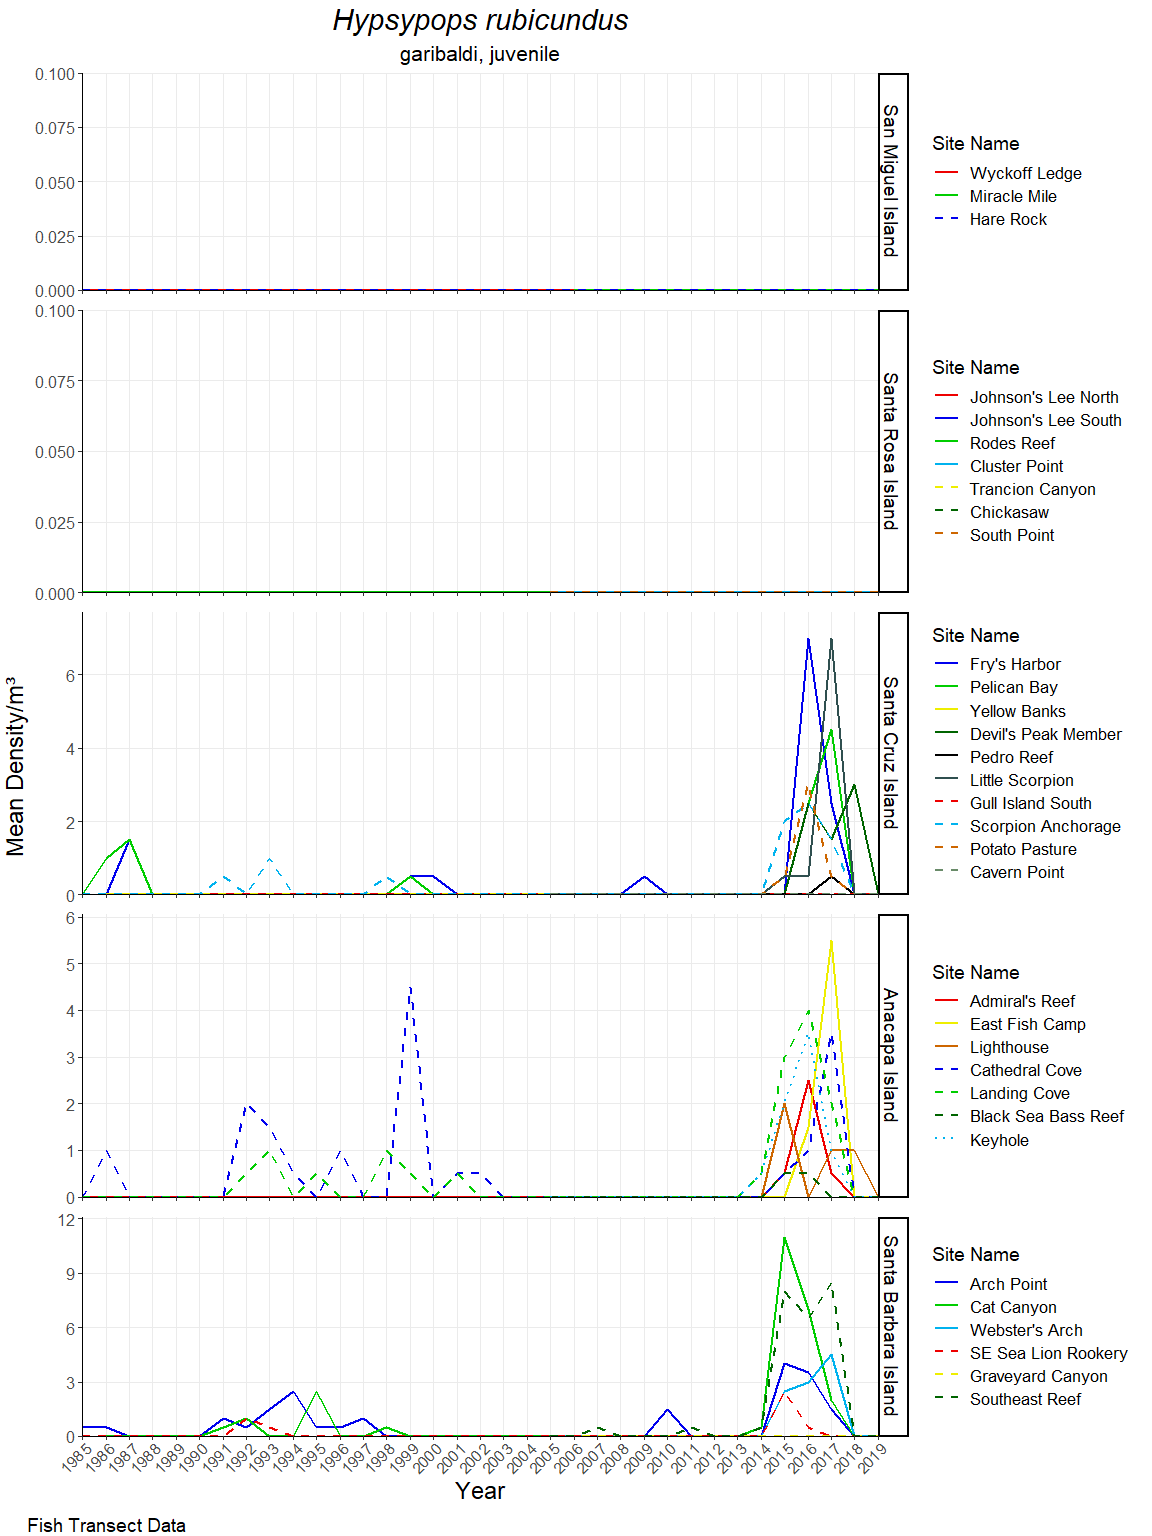 Hypsypops rubicundus
garibaldi, juvenile
Mean Density/m³
0.100
0.075
0.050
0.025
0.000
San Miguel Island
Site Name
Wyckoff Ledge
Miracle Mile
Hare Rock
0.100
0.075
0.050
0.025
0.000
Santa Rosa Island
Site Name
Johnson's Lee North
Johnson's Lee South
Rodes Reef
Cluster Point
Trancion Canyon
Chickasaw
South Point
6
4
2
0
Santa Cruz Island
Site Name
Fry's Harbor
Pelican Bay
Yellow Banks
Devil's Peak Member
Pedro Reef
Little Scorpion
Gull Island South
Scorpion Anchorage
Potato Pasture
Cavern Point
6
5
4
3
2
1
0
Anacapa Island
Site Name
Admiral's Reef
East Fish Camp
Lighthouse
Cathedral Cove
Landing Cove
Black Sea Bass Reef
Keyhole
12
9
6
3
0
Santa Barbara Island
Site Name
Arch Point
Cat Canyon
Webster's Arch
SE Sea Lion Rookery
Graveyard Canyon
Southeast Reef
1985 1986 1987 1988 1989 1990 1991 1992 1993 1994 1995 1996 1997 1998 1999 2000 2001 2002 2003 2004 2005 2006 2007 2008 2009 2010 2011 2012 2013 2014 2015 2016 2017 2018 2019
Year
Fish Transect Data